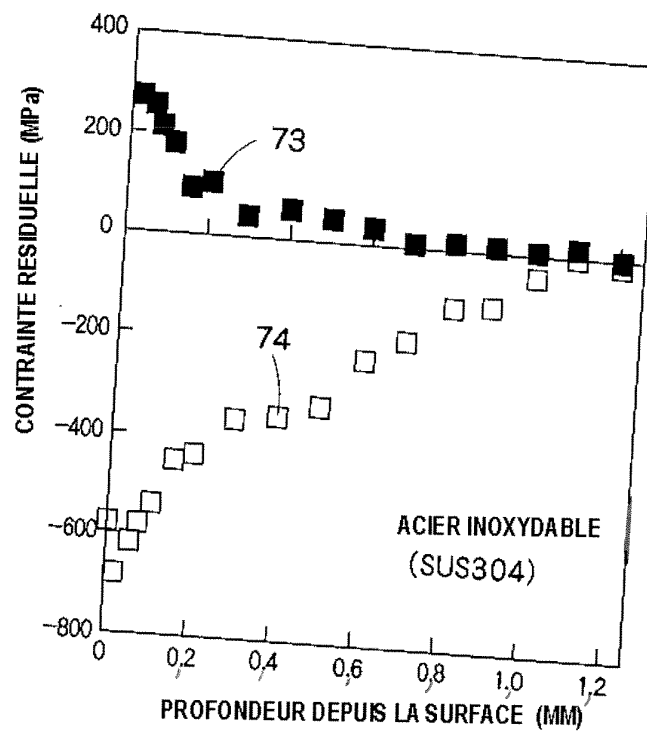 400
200
0
−200
−400
−600
−800
CONTRAINTE RESIDUELLE (MPa)
73
74
ACIER INOXYDABLE
(SUS304)
0 0,2 0,4 0,6 0,8 1,0 1,2
PROFONDEUR DEPUIS LA SURFACE (MM)